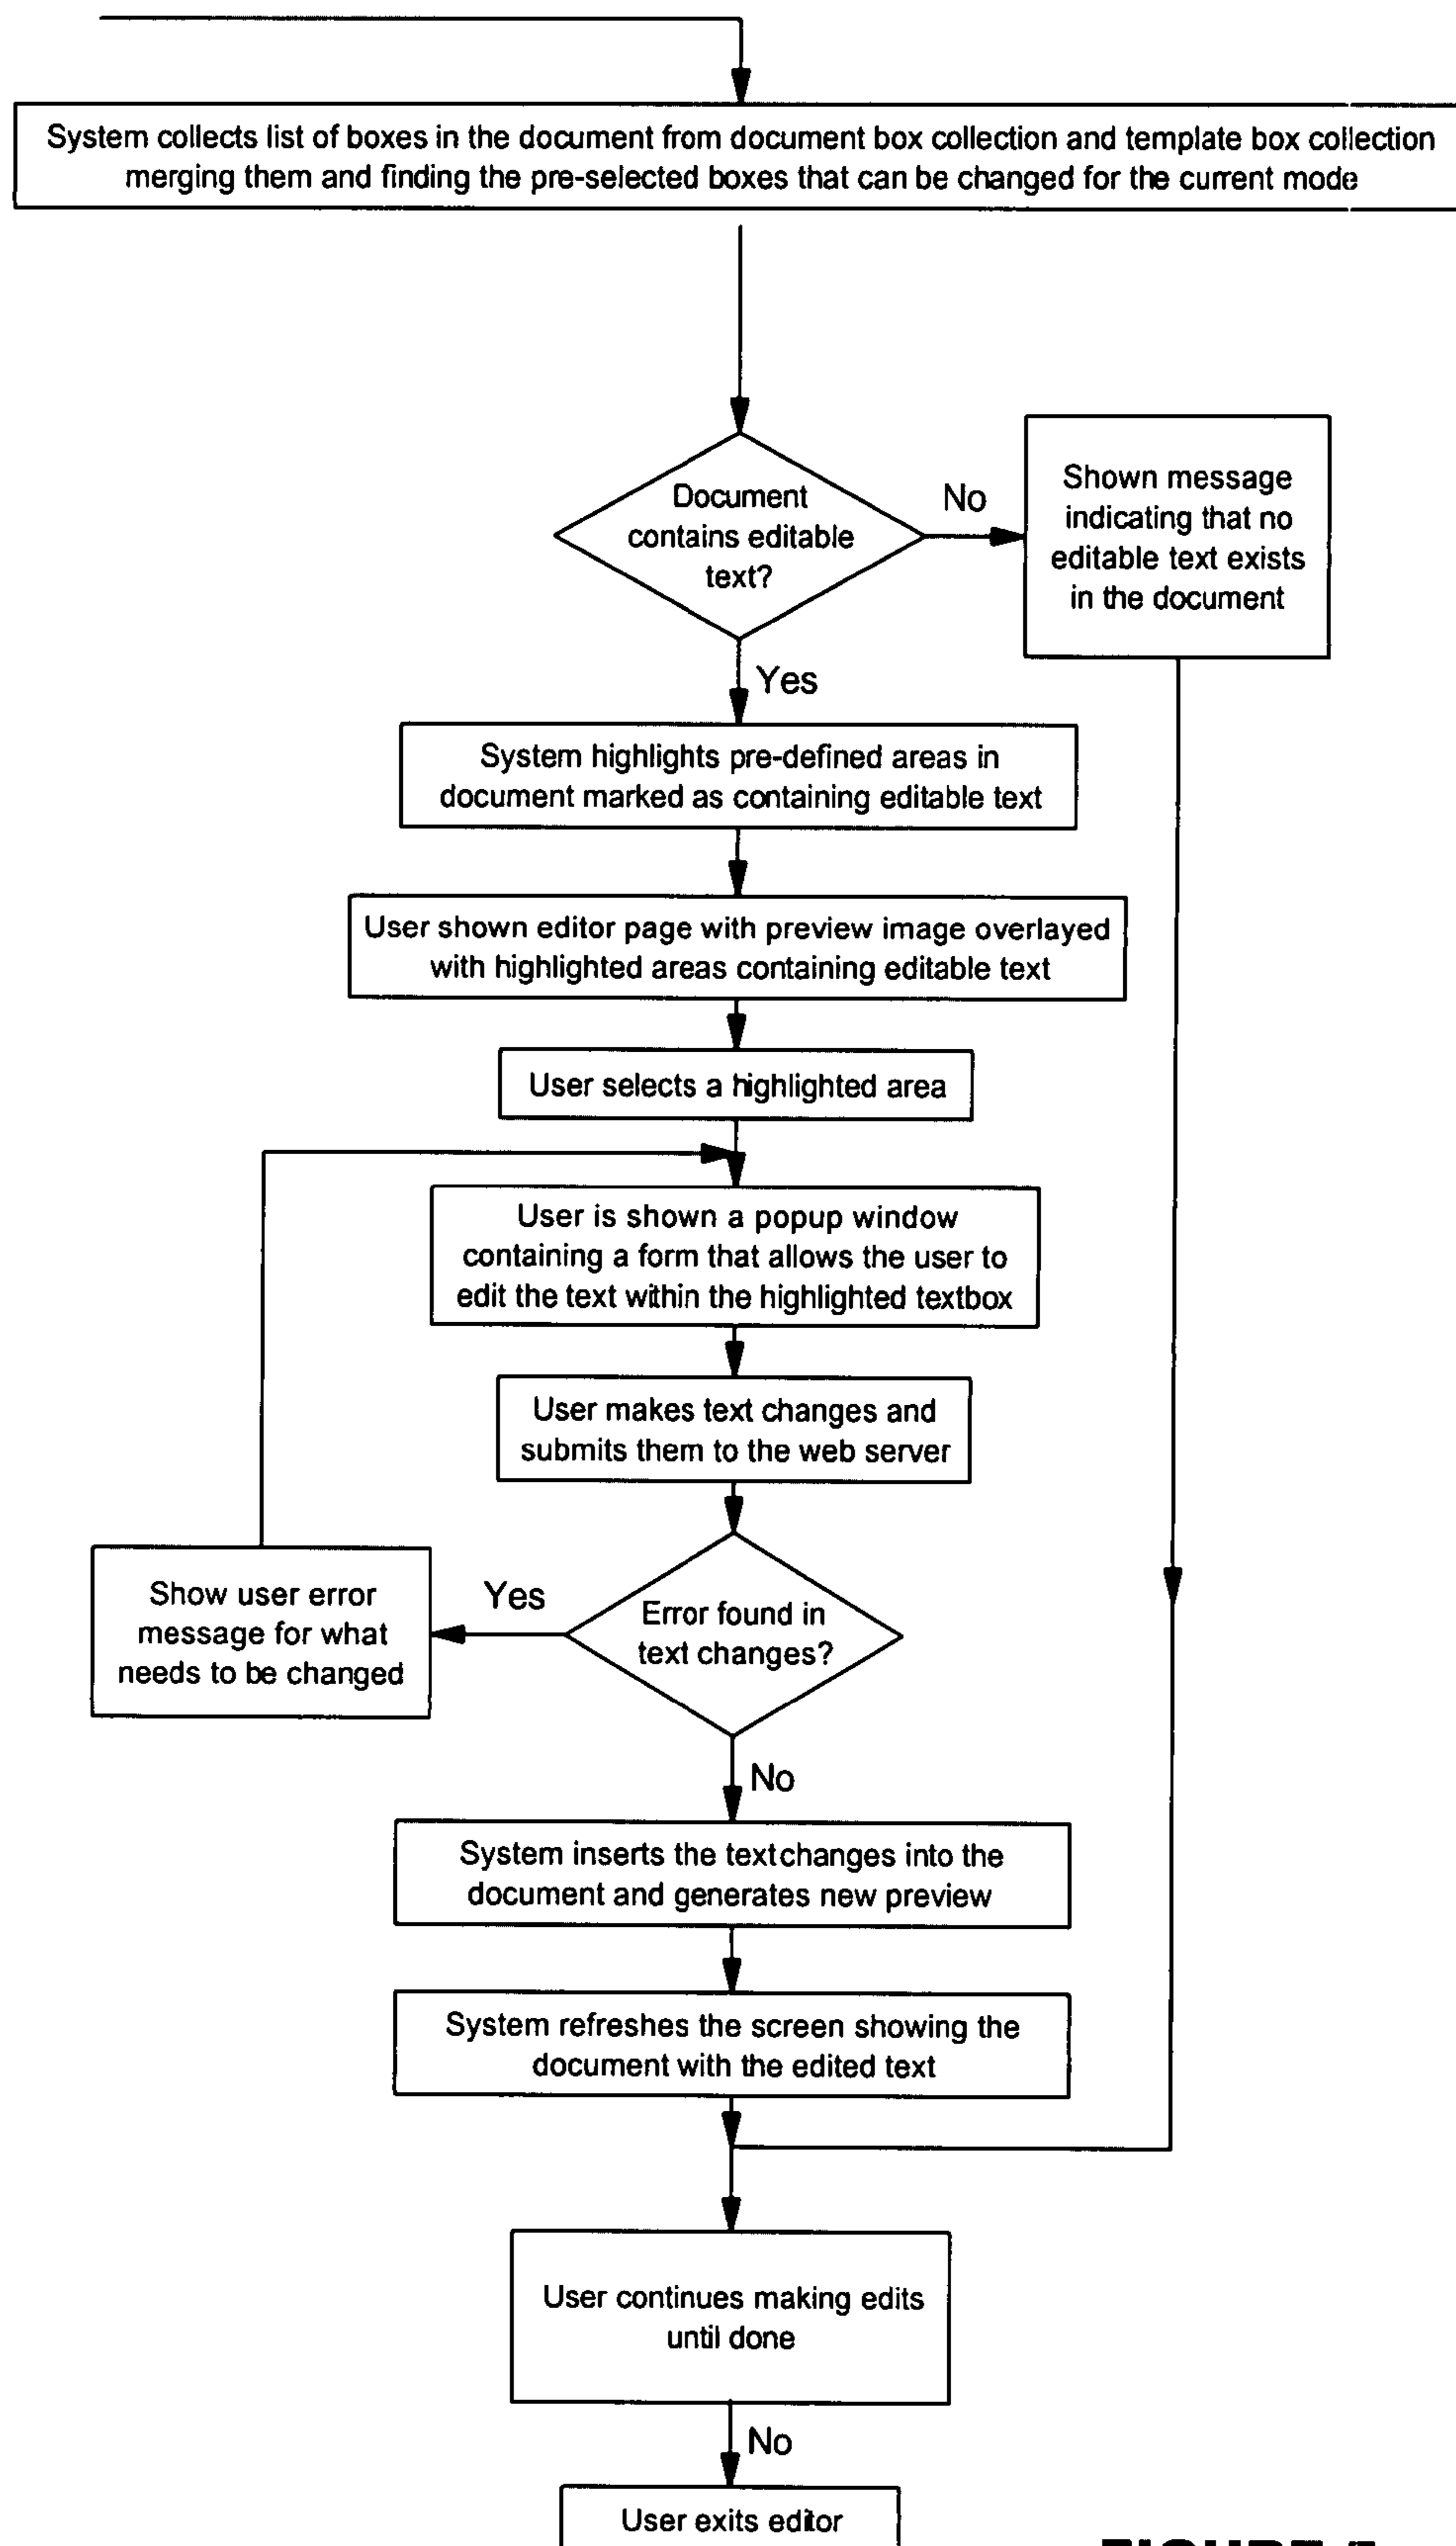 System collects list of boxes in the document from document box collection and template box collection
merging them and finding the pre-selected boxes that can be changed for the current mode
Document
contains editable
text?
No
Shown message
indicating that no
editable text exists
in the document
Yes
System highlights pre-defined areas in
document marked as containing editable text
User shown editor page with preview image overlayed
with highlighted areas containing editable text
User selects a highlighted area
User is shown a popup window
containing a form that allows the user to
edit the text within the highlighted textbox
User makes text changes and
submits them to the web server
Error found in
text changes?
Yes
Show user error
message for what
needs to be changed
No
System inserts the text changes into the
document and generates new preview
System refreshes the screen showing the
document with the edited text
User continues making edits
until done
No
User exits editor
FIGURE